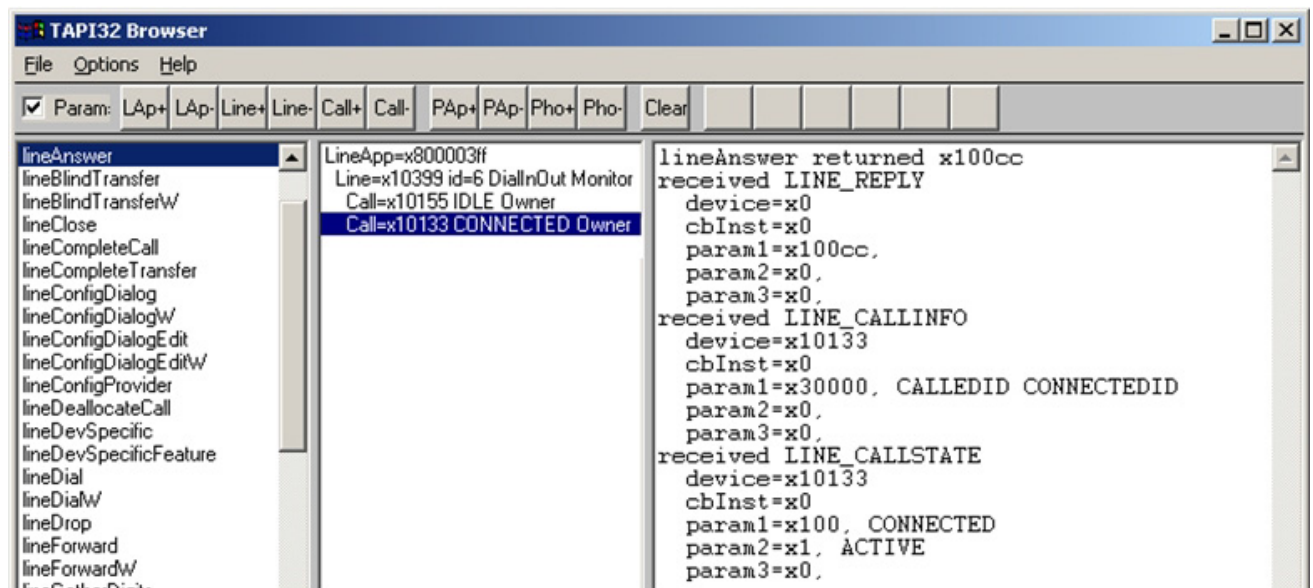 TAPI32 Browser
File Options Help
Param: LAp+ LAp- Line+ Line- Call+ Call- PAp+ PAp- Pho+ Pho- Clear
lineAnswer
lineBlindTransfer
lineBlindTransferW
lineClose
lineCompleteCall
lineCompleteTransfer
lineConfigDialog
lineConfigDialogW
lineConfigDialogEdit
lineConfigDialogEditW
lineConfigProvider
lineDeallocateCall
lineDevSpecific
lineDevSpecificFeature
lineDial
lineDialW
lineDrop
lineForward
lineForwardW
LineApp=x800003ff
Line=x10399 id=6 DialInOut Monitor
Call=x10155 IDLE Owner
Call=x10133 CONNECTED Owner
lineAnswer returned x100cc
received LINE_REPLY
device=x0
cbInst=x0
param1=x100cc,
param2=x0,
param3=x0,
received LINE_CALLINFO
device=x10133
cbInst=x0
param1=x30000, CALLEDID CONNECTEDID
param2=x0,
param3=x0,
received LINE_CALLSTATE
device=x10133
cbInst=x0
param1=x100, CONNECTED
param2=x1, ACTIVE
param3=x0,